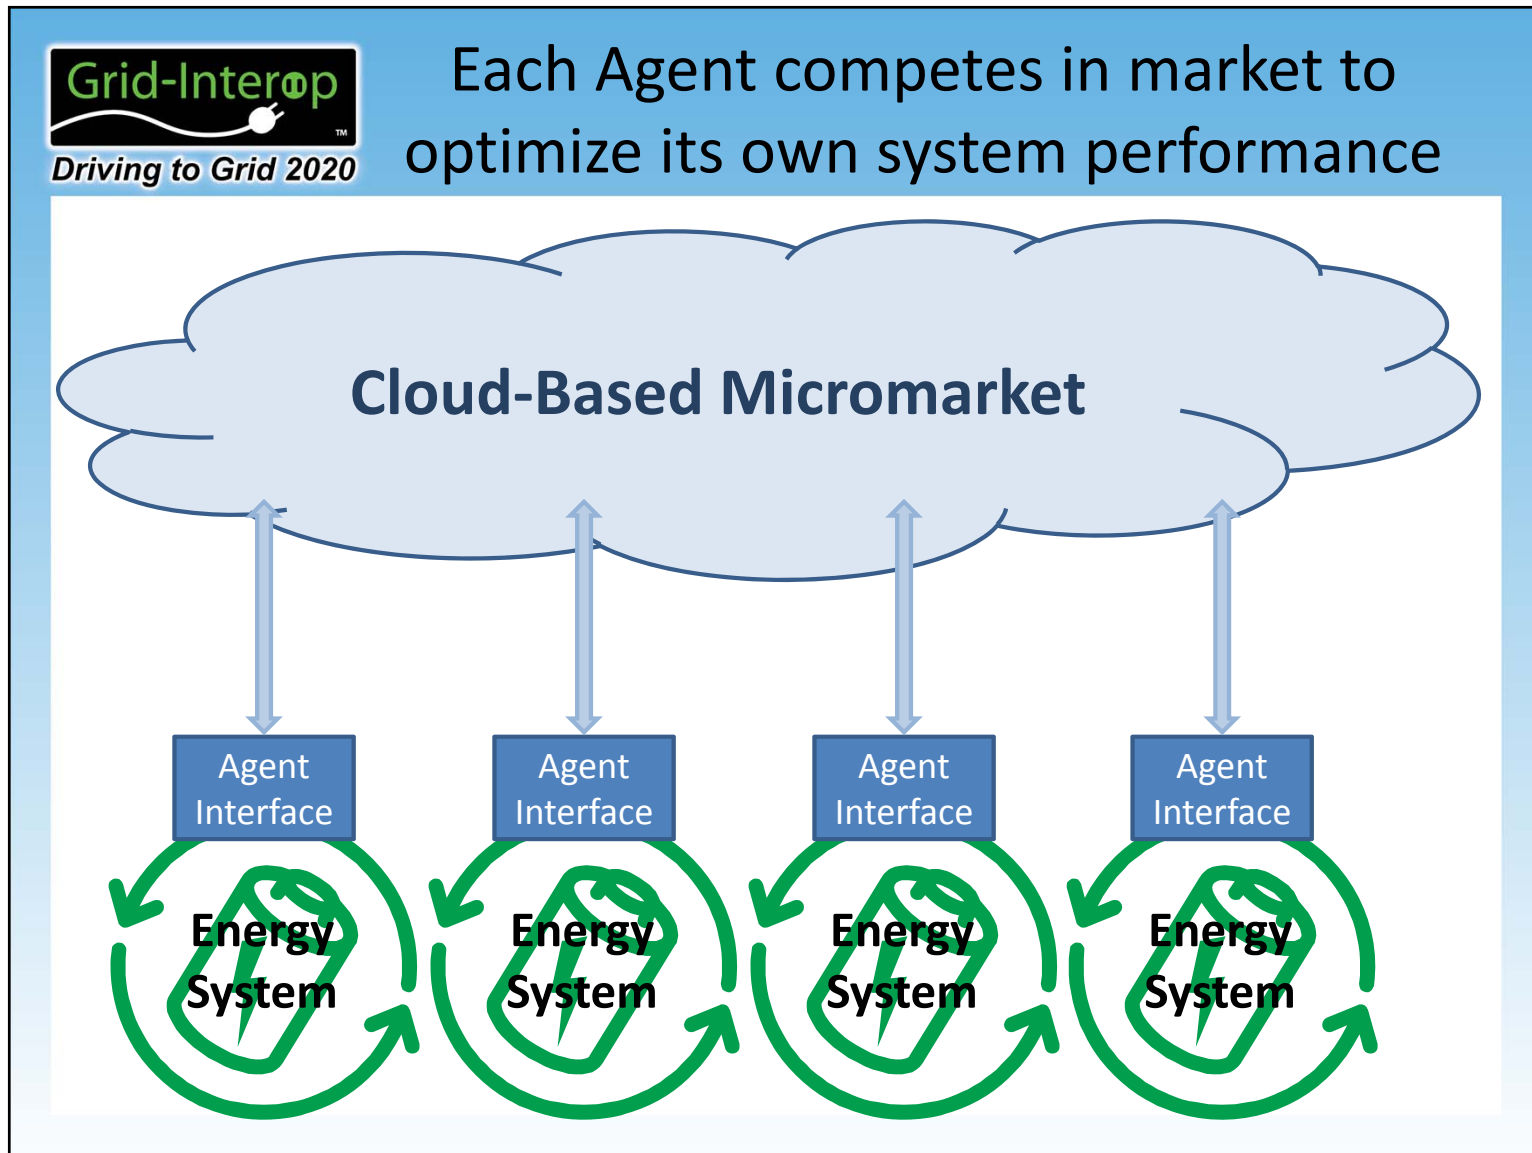 Grid-Interop
TM
Driving to Grid 2020
Each Agent competes in market to
optimize its own system performance
Cloud-Based Micromarket
Agent
Interface
Agent
Interface
Agent
Interface
Agent
Interface
Energy
System
Energy
System
Energy
System
Energy
System